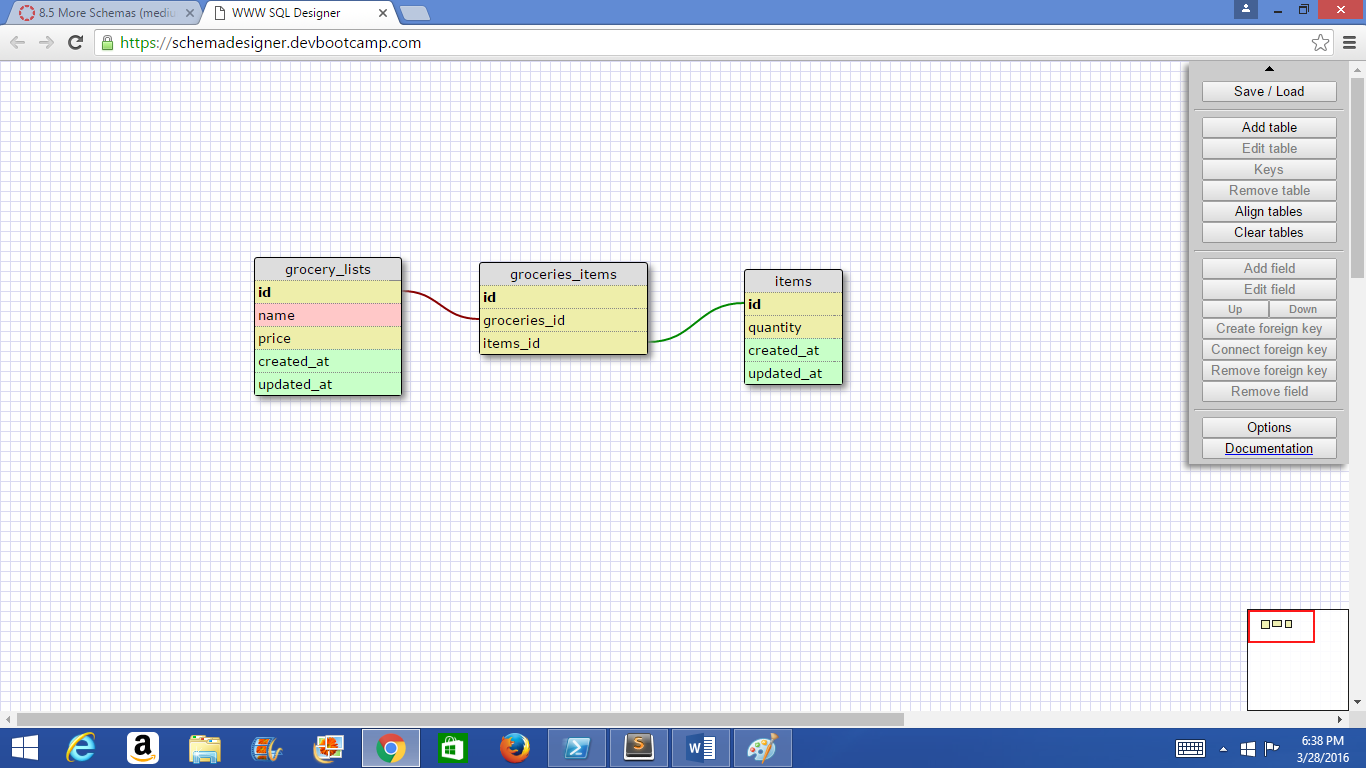 8.5 More Schemas (mediu
WWW SQL Designer
https://schemadesigner.devbootcamp.com
Save / Load
Add table
Edit table
Keys
Remove table
Align tables
Clear tables
Add field
Edit field
Up Down
Create foreign key
Connect foreign key
Remove foreign key
Remove field
Options
Documentation
grocery_lists
id
name
price
created_at
updated_at
groceries_items
id
groceries_id
items_id
items
id
quantity
created_at
updated_at
6:38 PM
3/28/2016